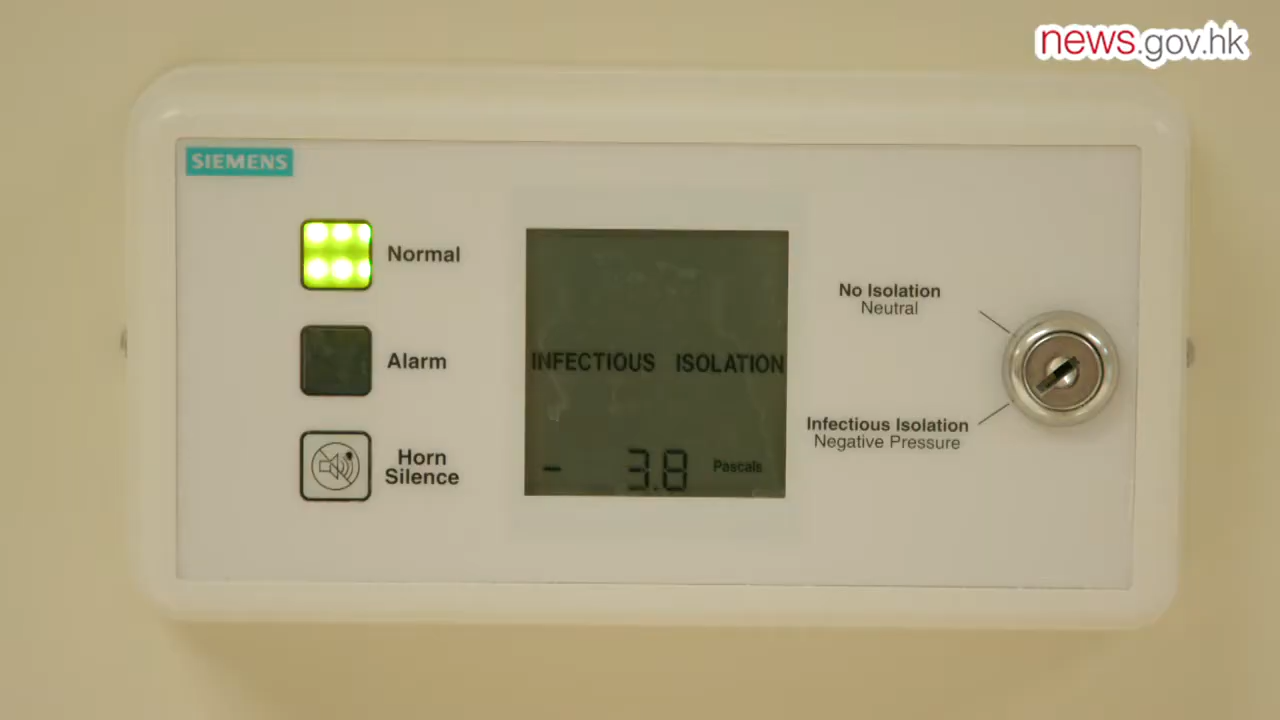 news.gov.hk
SIEMENS
Normal
Alarm
Horn
Silence
INFECTIOUS ISOLATION
- 3.8 Pascals
No Isolation
Neutral
Infectious Isolation
Negative Pressure